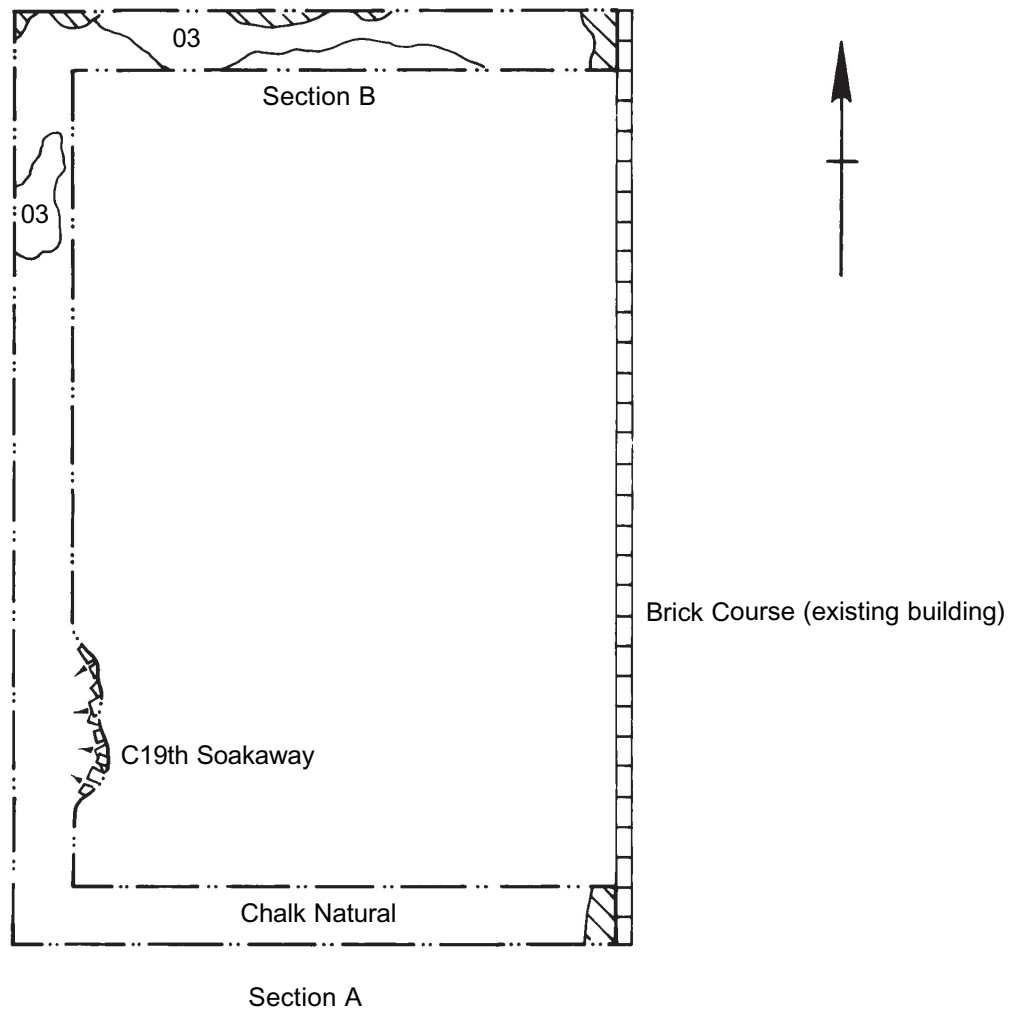 03
Section B
03
Brick Course (existing building)
C19th Soakaway
Chalk Natural
Section A